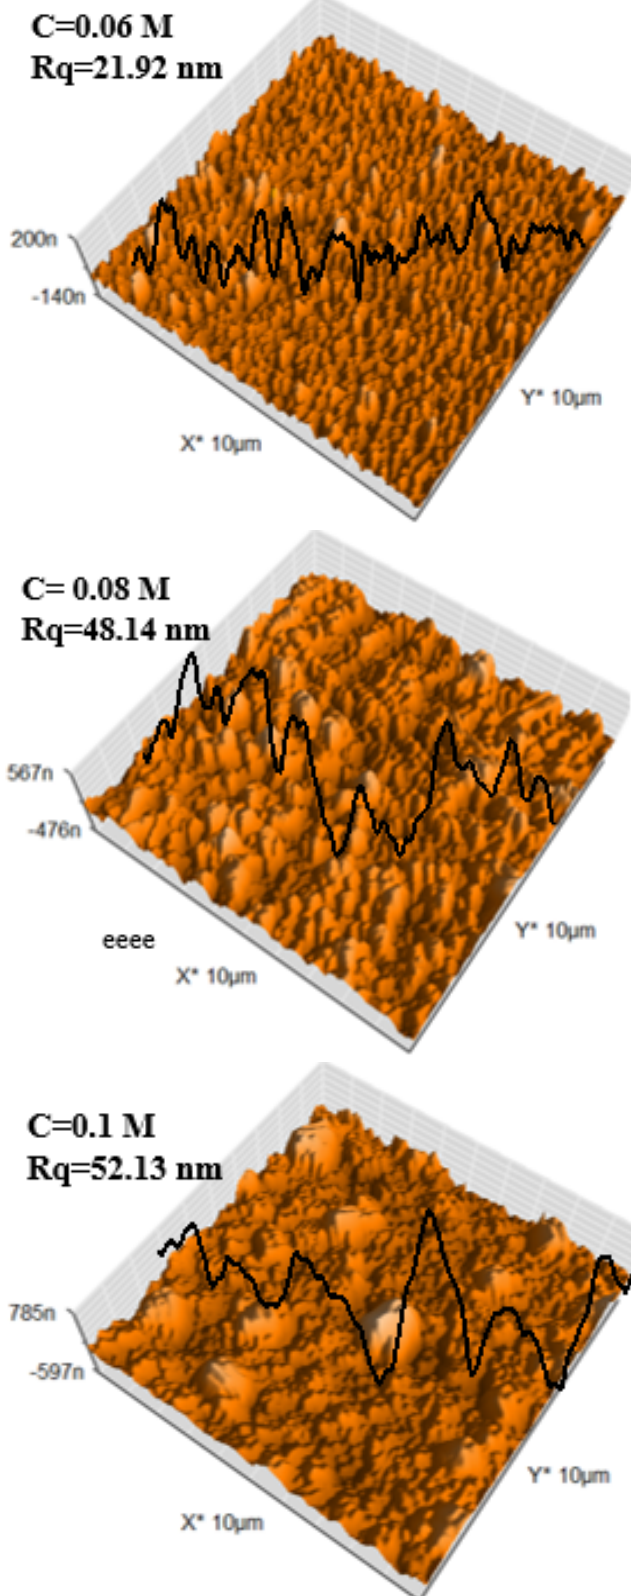 C=0.06 M
Rq=21.92 nm
200n
-140n
Y* 10µm
X* 10µm
C= 0.08 M
Rq=48.14 nm
567n
-476n
Y* 10µm
eeee
X* 10µm
C=0.1 M
Rq=52.13 nm
785n
-597n
Y* 10µm
X* 10µm